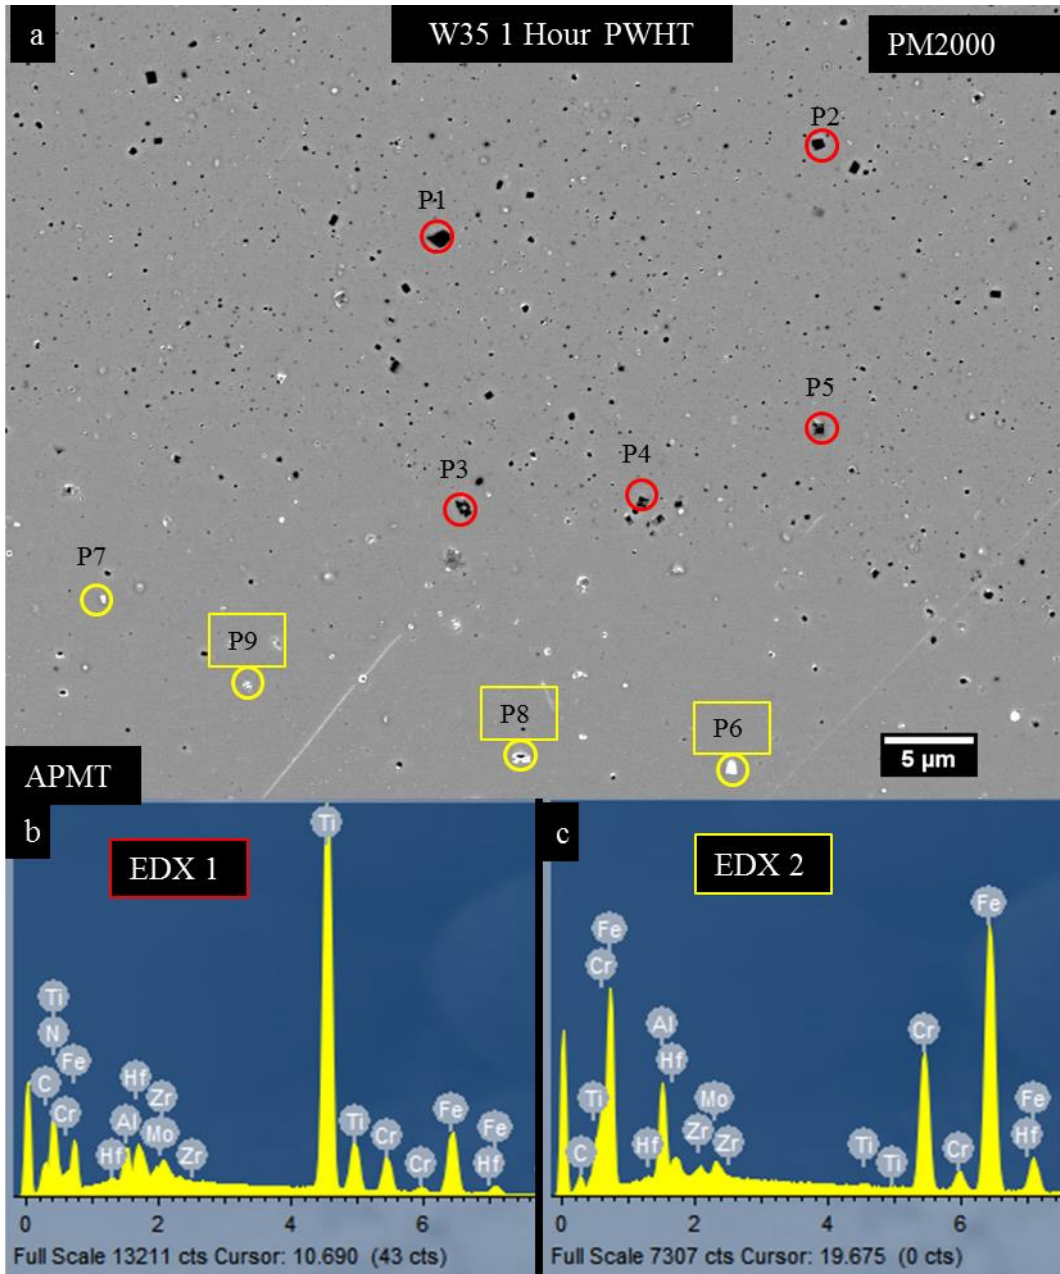 a
W35 1 Hour PWHT
PM2000
P2
P1
P5
P4
P3
P7
P9
P8
P6
5 µm
APMT
b
EDX 1
Ti
Ti
N
Fe
C
Cr
Hf
Al
Hf
Zr
Mo
Zr
Ti
Cr
Cr
Fe
Fe
Hf
0 2 4 6
Full Scale 13211 cts Cursor: 10.690 (43 cts)
c
EDX 2
Fe
Cr
Ti
C
Al
Hf
Hf
Zr
Mo
Zr
Ti
Ti
Cr
Cr
Fe
Fe
Hf
0 2 4 6
Full Scale 7307 cts Cursor: 19.675 (0 cts)